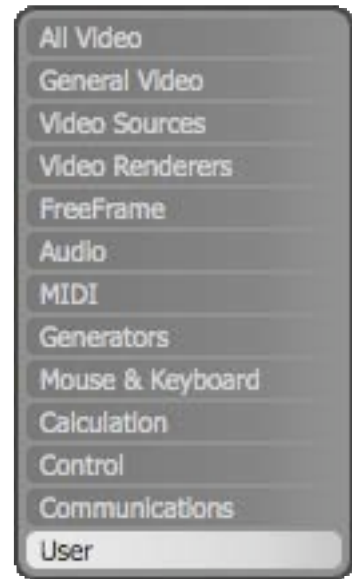 All Video
General Video
Video Sources
Video Renderers
FreeFrame
Audio
MIDI
Generators
Mouse & Keyboard
Calculation
Control
Communications
User